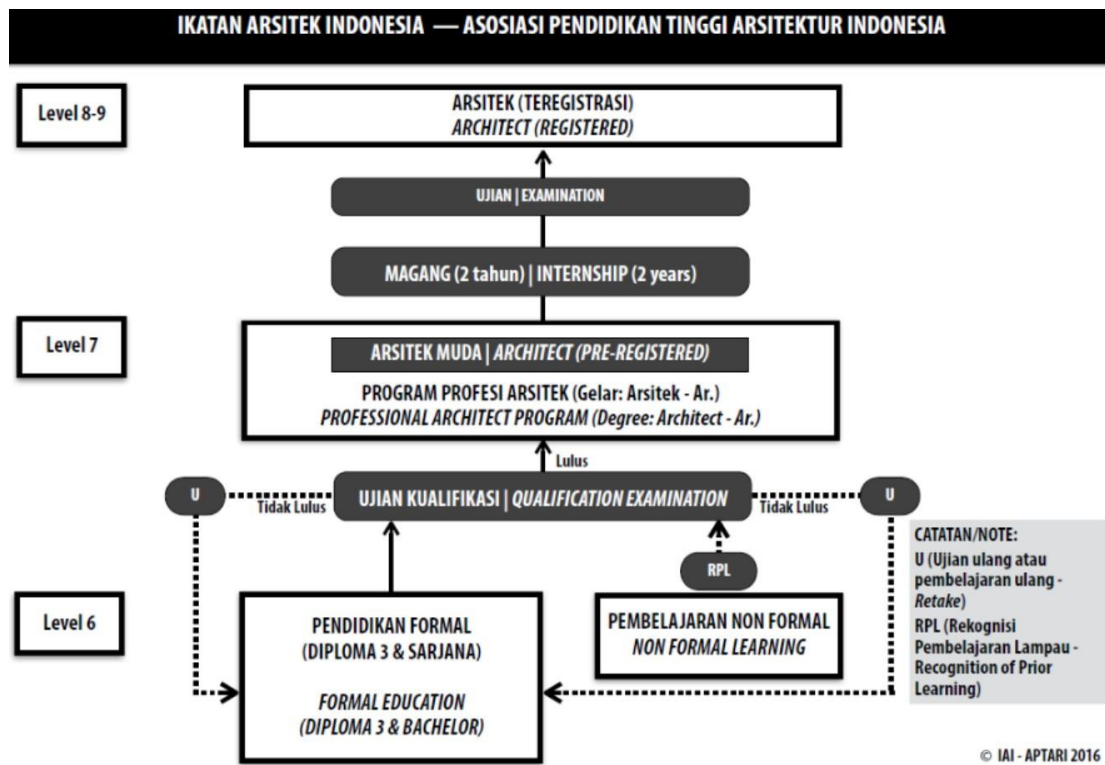 IKATAN ARSITEK INDONESIA — ASOSIASI PENDIDIKAN TINGGI ARSITEKTUR INDONESIA
Level 8-9
ARSITEK (TEREGISTRASI)
ARCHITECT (REGISTERED)
UJIAN | EXAMINATION
MAGANG (2 tahun) | INTERNSHIP (2 years)
Level 7
ARSITEK MUDA | ARCHITECT (PRE-REGISTERED)
PROGRAM PROFESI ARSITEK (Gelar: Arsitek - Ar.)
PROFESSIONAL ARCHITECT PROGRAM (Degree: Architect - Ar.)
Lulus
U
Tidak Lulus
UJIAN KUALIFIKASI | QUALIFICATION EXAMINATION
Tidak Lulus
U
RPL
Level 6
PENDIDIKAN FORMAL
(DIPLOMA 3 & SARJANA)
FORMAL EDUCATION
(DIPLOMA 3 & BACHELOR)
PEMBELAJARAN NON FORMAL
NON FORMAL LEARNING
CATATAN/NOTE:
U (Ujian ulang atau
pembelajaran ulang -
Retake)
RPL (Rekognisi
Pembelajaran Lampau -
Recognition of Prior
Learning)
© IAI - APTARI 2016